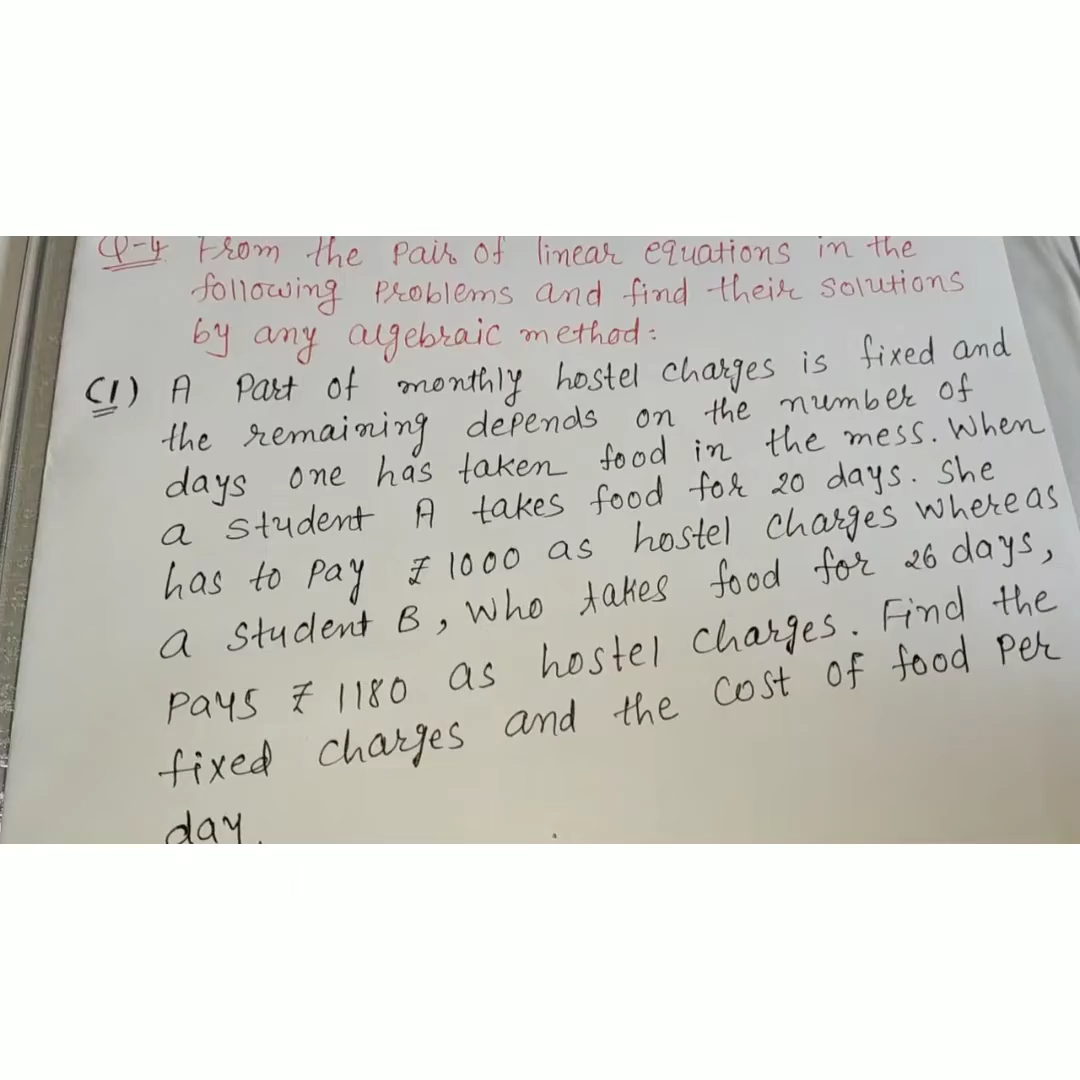 Q-4 From the pair of linear equations in the
following problems and find their solutions
by any algebraic method:
(1) A part of monthly hostel charges is fixed and
the remaining depends on the number of
days one has taken food in the mess. When
a student A takes food for 20 days. She
has to pay ₹ 1000 as hostel charges whereas
a student B, who takes food for 26 days,
pays ₹ 1180 as hostel charges. Find the
fixed charges and the cost of food per
day.